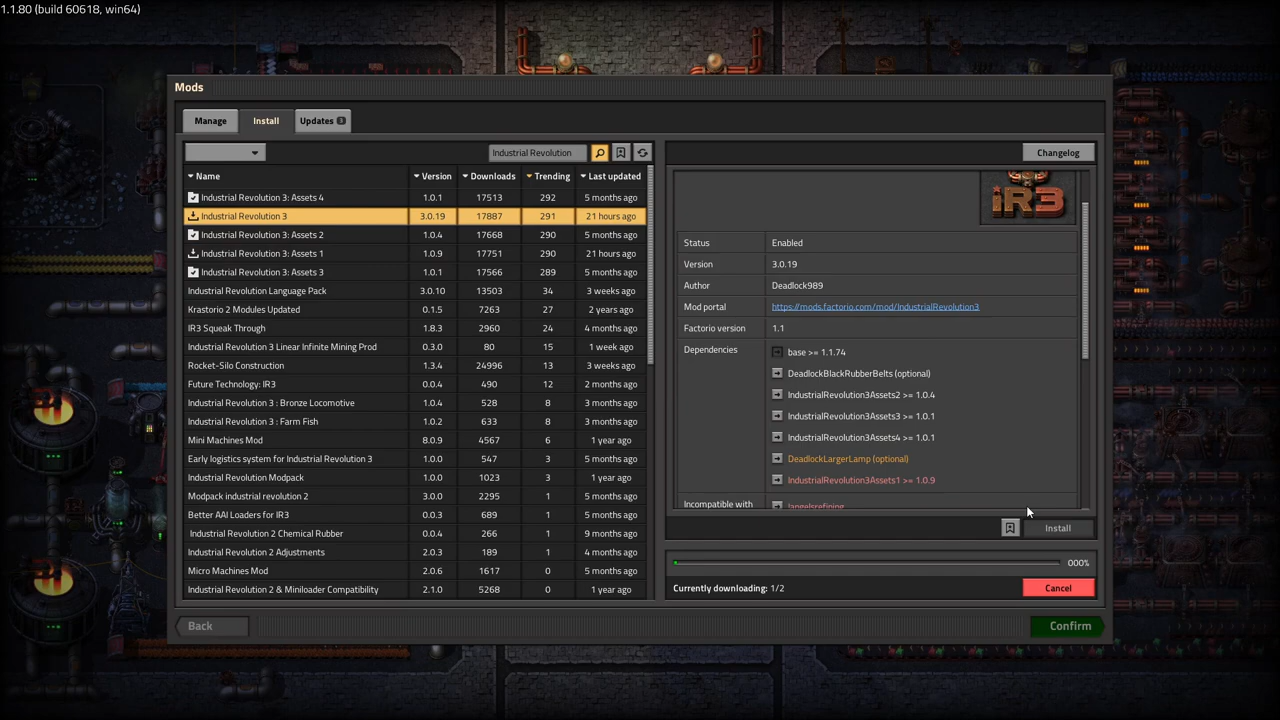 1.1.80 (build 60618, win64)
Mods
Manage Install Updates 3
Industrial Revolution
Name Version Downloads Trending Last updated
Industrial Revolution 3: Assets 4 1.0.1 17513 292 5 months ago
Industrial Revolution 3 3.0.19 17887 291 21 hours ago
Industrial Revolution 3: Assets 2 1.0.4 17668 290 5 months ago
Industrial Revolution 3: Assets 1 1.0.9 17751 290 21 hours ago
Industrial Revolution 3: Assets 3 1.0.1 17566 289 5 months ago
Industrial Revolution Language Pack 3.0.10 13503 34 3 weeks ago
Krastorio 2 Modules Updated 0.1.5 7263 27 2 years ago
IR3 Squeak Through 1.8.3 2960 24 4 months ago
Industrial Revolution 3 Linear Infinite Mining Prod 0.3.0 80 15 1 week ago
Rocket-Silo Construction 1.3.4 24996 13 3 weeks ago
Future Technology: IR3 0.0.4 490 12 2 months ago
Industrial Revolution 3 : Bronze Locomotive 1.0.4 528 8 3 months ago
Industrial Revolution 3 : Farm Fish 1.0.2 633 8 3 months ago
Mini Machines Mod 8.0.9 4567 6 1 year ago
Early logistics system for Industrial Revolution 3 1.0.0 547 3 5 months ago
Industrial Revolution Modpack 1.0.0 1023 3 1 year ago
Modpack industrial revolution 2 3.0.0 2295 1 5 months ago
Better AAI Loaders for IR3 0.0.3 689 1 5 months ago
Industrial Revolution 2 Chemical Rubber 0.0.4 266 1 9 months ago
Industrial Revolution 2 Adjustments 2.0.3 189 1 4 months ago
Micro Machines Mod 2.0.6 1617 0 5 months ago
Industrial Revolution 2 & Miniloader Compatibility 2.1.0 5268 0 1 year ago
Changelog
iR3
Status Enabled
Version 3.0.19
Author Deadlock989
Mod portal https://mods.factorio.com/mod/IndustrialRevolution3
Factorio version 1.1
Dependencies base >= 1.1.74
DeadlockBlackRubberBelts (optional)
IndustrialRevolution3Assets2 >= 1.0.4
IndustrialRevolution3Assets3 >= 1.0.1
IndustrialRevolution3Assets4 >= 1.0.1
DeadlockLargerLamp (optional)
IndustrialRevolution3Assets1 >= 1.0.9
Incompatible with !angelsrefining
Install
000%
Currently downloading: 1/2 Cancel
Back Confirm